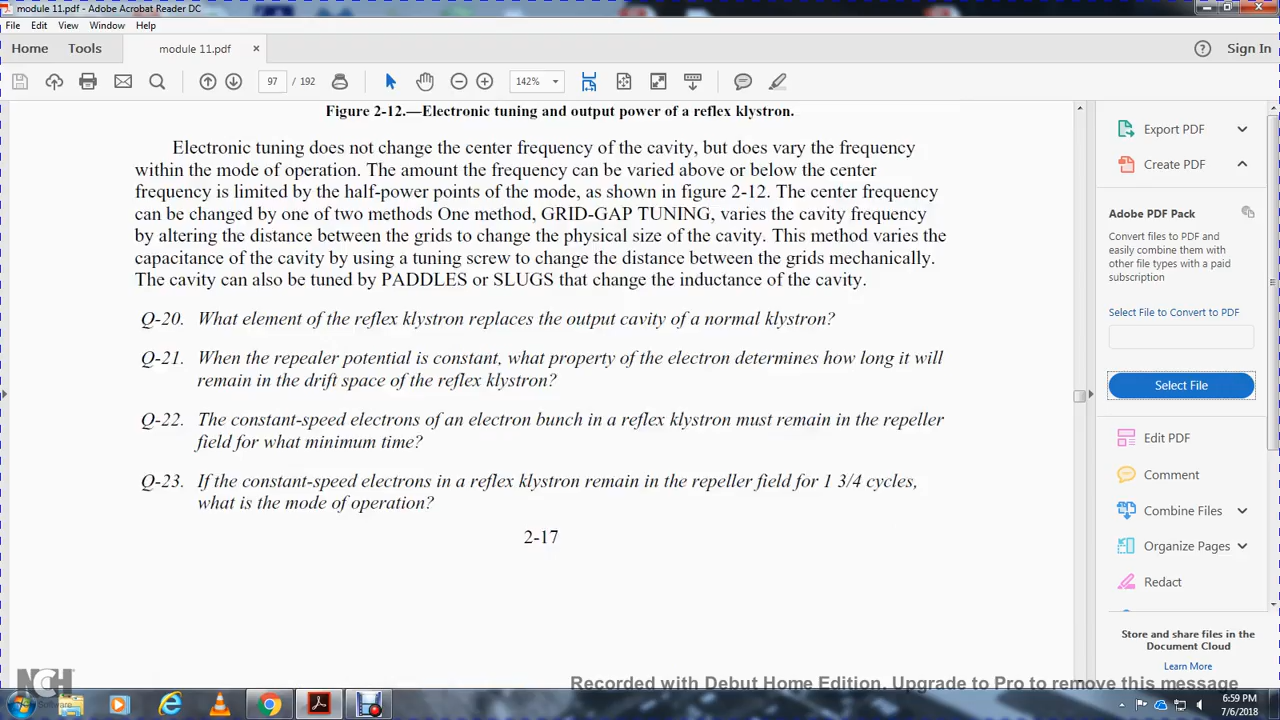 module 11.pdf - Adobe Acrobat Reader DC
File Edit View Window Help
Home Tools module 11.pdf × Sign In
97 / 192 142%
Figure 2-12.—Electronic tuning and output power of a reflex klystron.
Electronic tuning does not change the center frequency of the cavity, but does vary the frequency
within the mode of operation. The amount the frequency can be varied above or below the center
frequency is limited by the half-power points of the mode, as shown in figure 2-12. The center frequency
can be changed by one of two methods One method, GRID-GAP TUNING, varies the cavity frequency
by altering the distance between the grids to change the physical size of the cavity. This method varies the
capacitance of the cavity by using a tuning screw to change the distance between the grids mechanically.
The cavity can also be tuned by PADDLES or SLUGS that change the inductance of the cavity.
Q-20. What element of the reflex klystron replaces the output cavity of a normal klystron?
Q-21. When the repealer potential is constant, what property of the electron determines how long it will
remain in the drift space of the reflex klystron?
Q-22. The constant-speed electrons of an electron bunch in a reflex klystron must remain in the repeller
field for what minimum time?
Q-23. If the constant-speed electrons in a reflex klystron remain in the repeller field for 1 3/4 cycles,
what is the mode of operation?
2-17
Export PDF
Create PDF
Adobe PDF Pack
Convert files to PDF and
easily combine them with
other file types with a paid
subscription
Select File to Convert to PDF
Select File
Edit PDF
Comment
Combine Files
Organize Pages
Redact
Store and share files in the
Document Cloud
Learn More
NCH
Software
Recorded with Debut Home Edition. Upgrade to Pro to remove this message
6:59 PM
7/6/2018